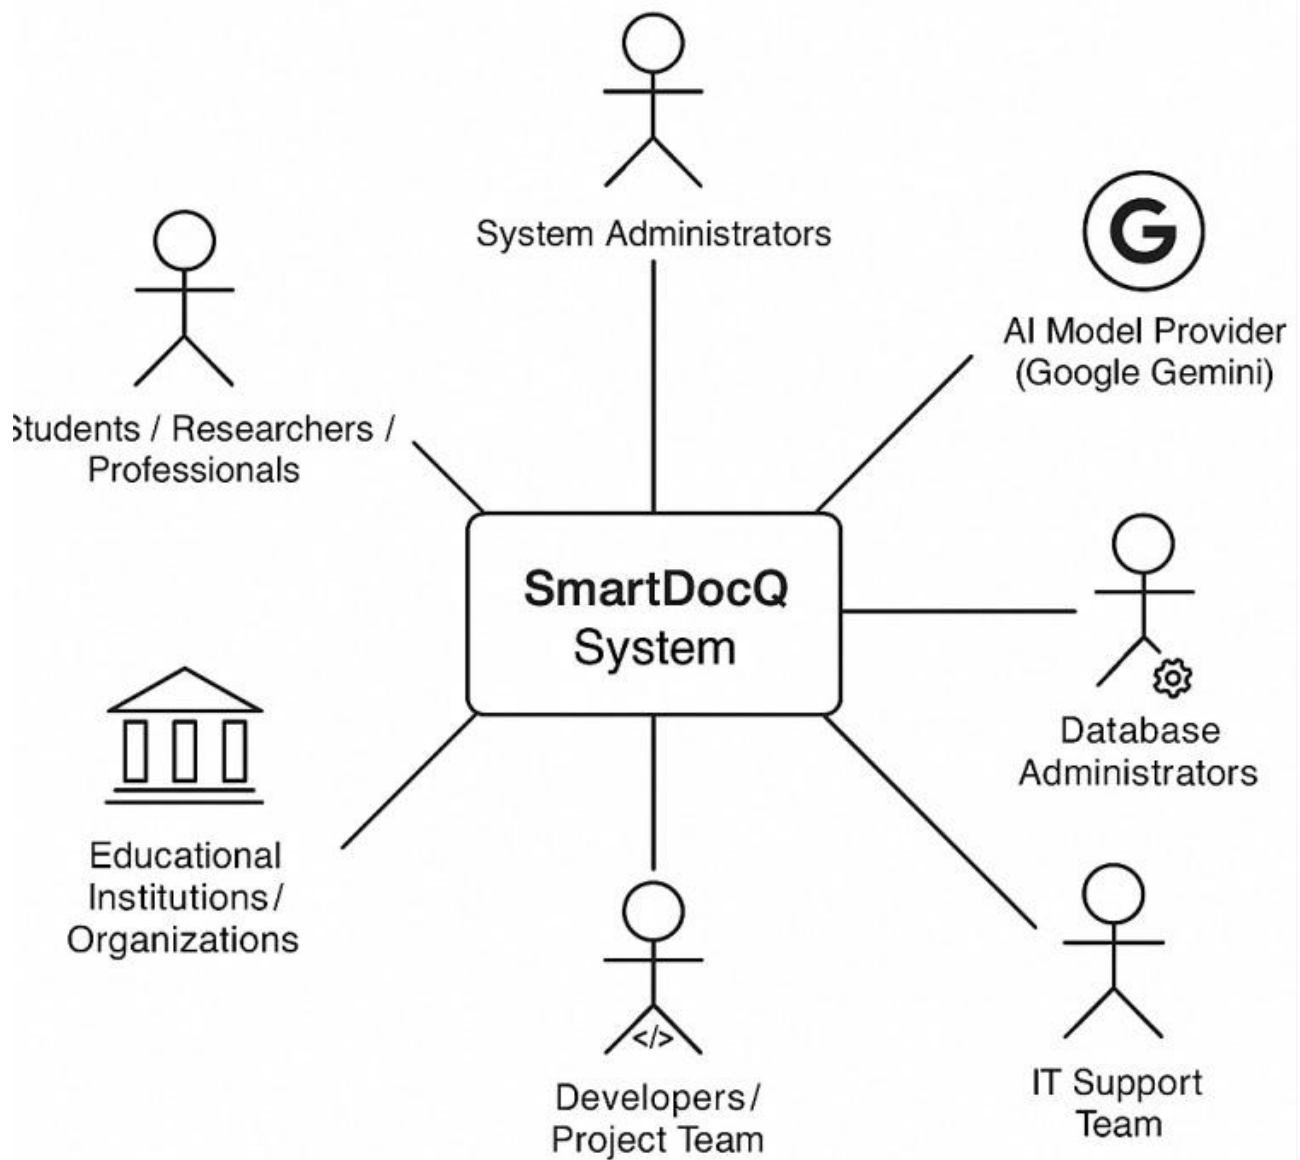 System Administrators
G
AI Model Provider
(Google Gemini)
Students / Researchers /
Professionals
SmartDocQ
System
Database
Administrators
Educational
Institutions/
Organizations
</>
Developers/
Project Team
IT Support
Team